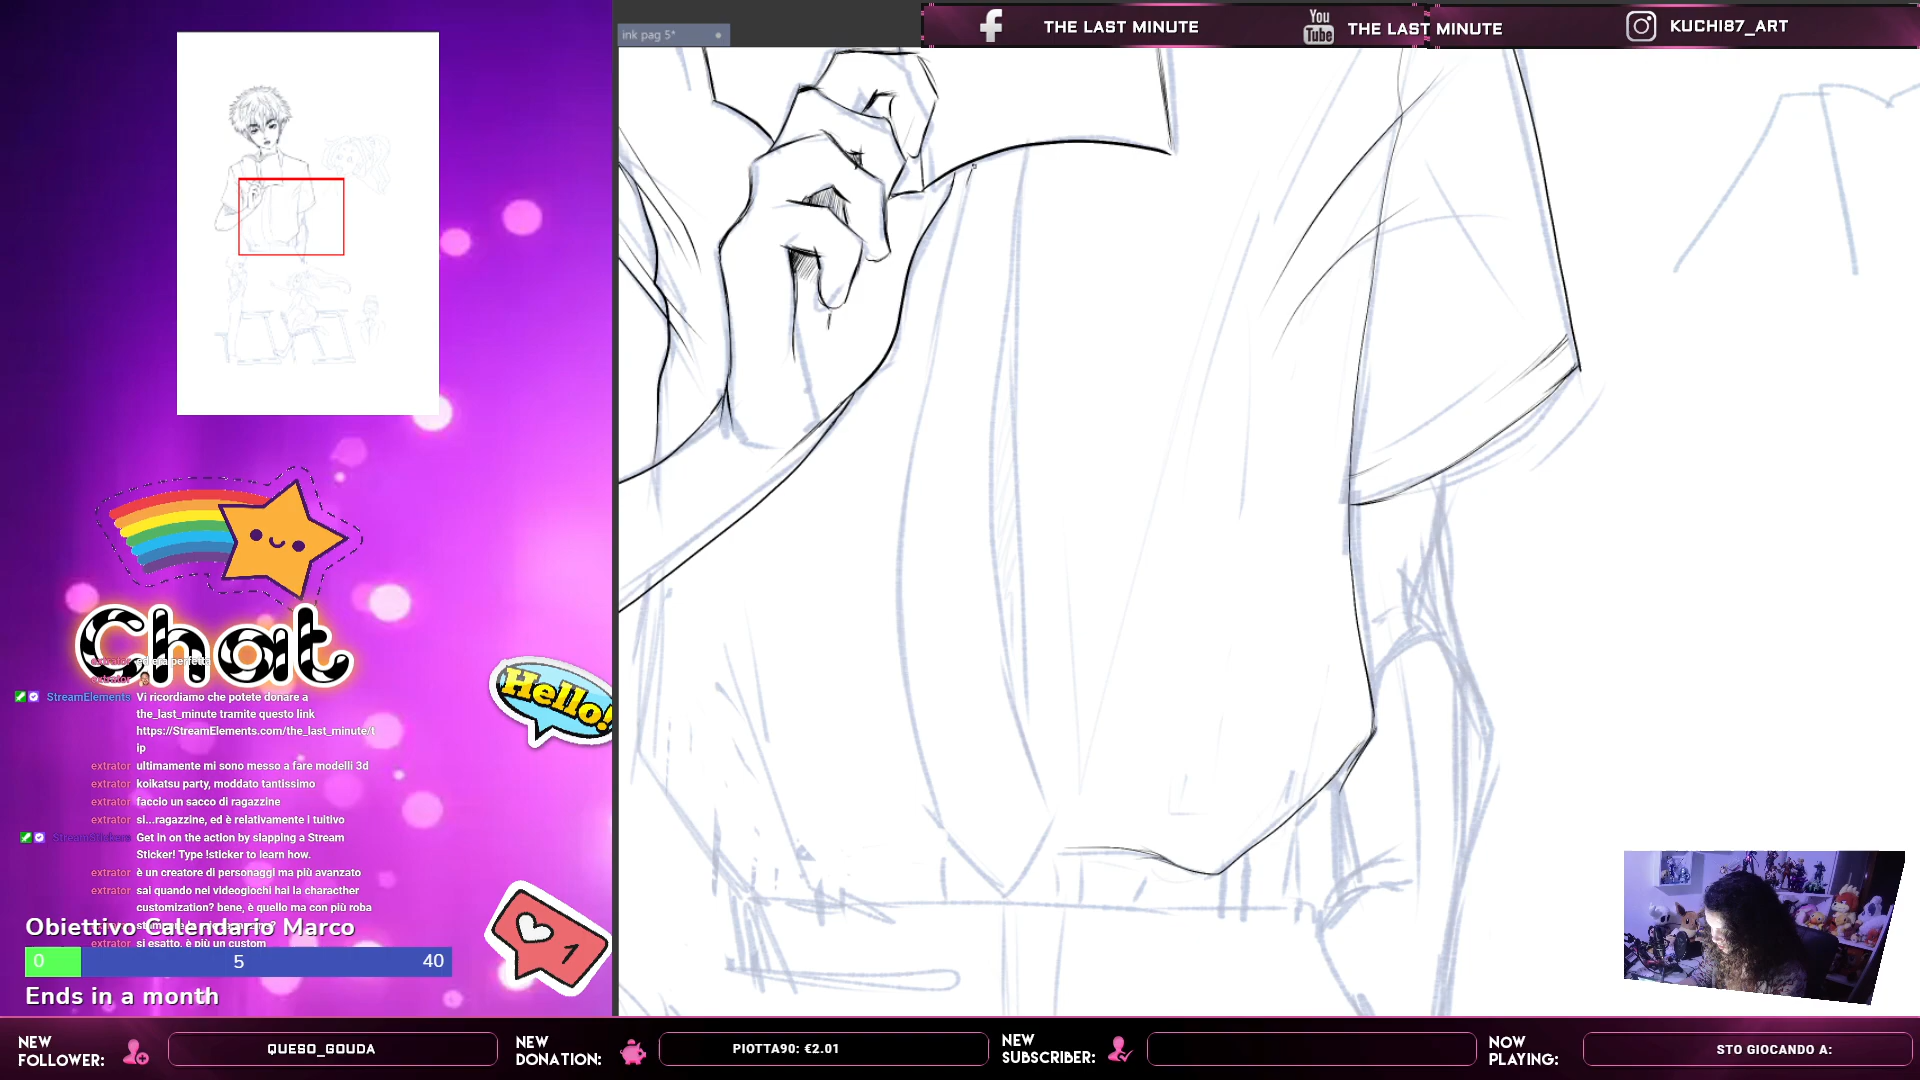 ink pag 5*
THE LAST MINUTE
You
Tube
THE LAST MINUTE
KUCHI87_ART
Chat
extrator ed era perfetto
extrator
StreamElements Vi ricordiamo che potete donare a
the_last_minute tramite questo link
https://StreamElements.com/the_last_minute/t
ip
extrator ultimamente mi sono messo a fare modelli 3d
extrator koikatsu party, moddato tantissimo
extrator faccio un sacco di ragazzine
extrator si...ragazzine, ed è relativamente i tuitivo
StreamStickers Get in on the action by slapping a Stream
Sticker! Type !sticker to learn how.
extrator è un creatore di personaggi ma più avanzato
extrator sai quando nei videogiochi hai la characther
customization? bene, è quello ma con più roba
extrator si esatto, è più un custom
Hello!
1
Obiettivo Calendario Marco
0 5 40
Ends in a month
NEW
FOLLOWER:
QUESO_GOUDA
NEW
DONATION:
PIOTTA90: €2.01
NEW
SUBSCRIBER:
NOW
PLAYING:
STO GIOCANDO A: